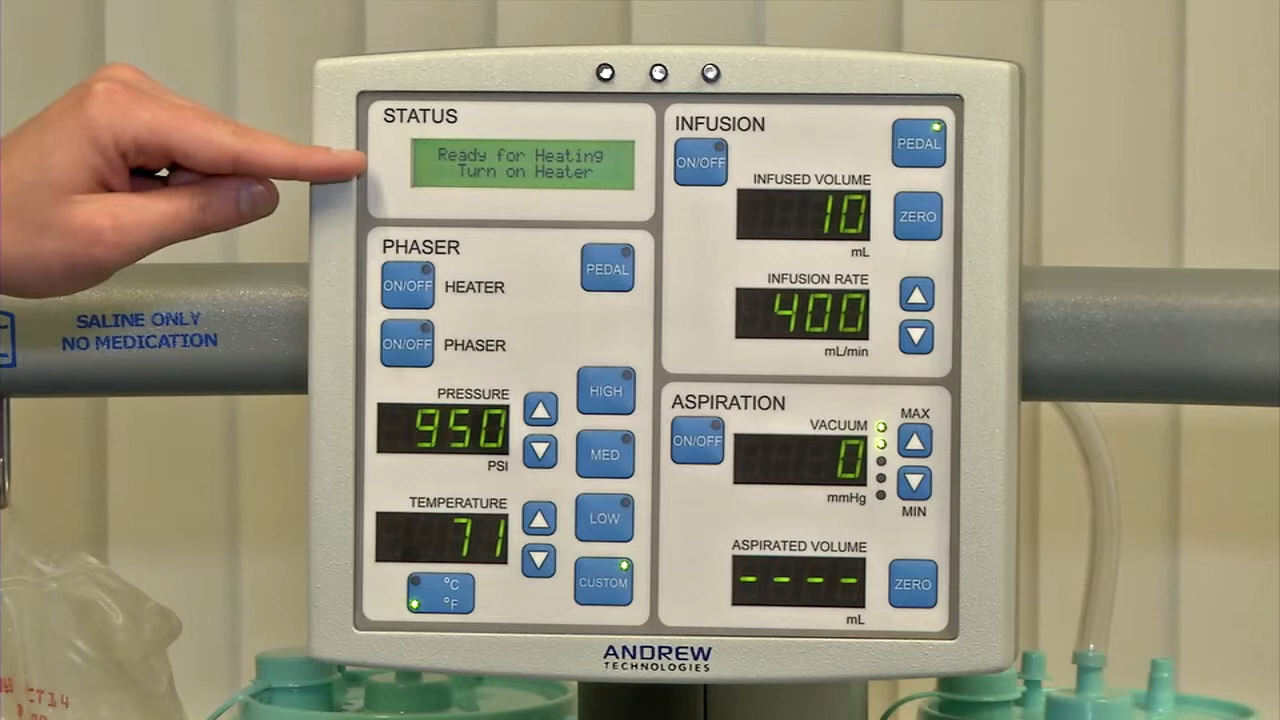 STATUS
Ready for Heating
Turn on Heater
PHASER
ON/OFF
HEATER
PEDAL
ON/OFF
PHASER
PRESSURE
950
PSI
HIGH
MED
TEMPERATURE
71
LOW
°C
°F
CUSTOM
INFUSION
ON/OFF
PEDAL
INFUSED VOLUME
10
mL
ZERO
INFUSION RATE
400
mL/min
ASPIRATION
ON/OFF
VACUUM
0
mmHg
MAX
MIN
ASPIRATED VOLUME
----
mL
ZERO
ANDREW
TECHNOLOGIES
SALINE ONLY
NO MEDICATION